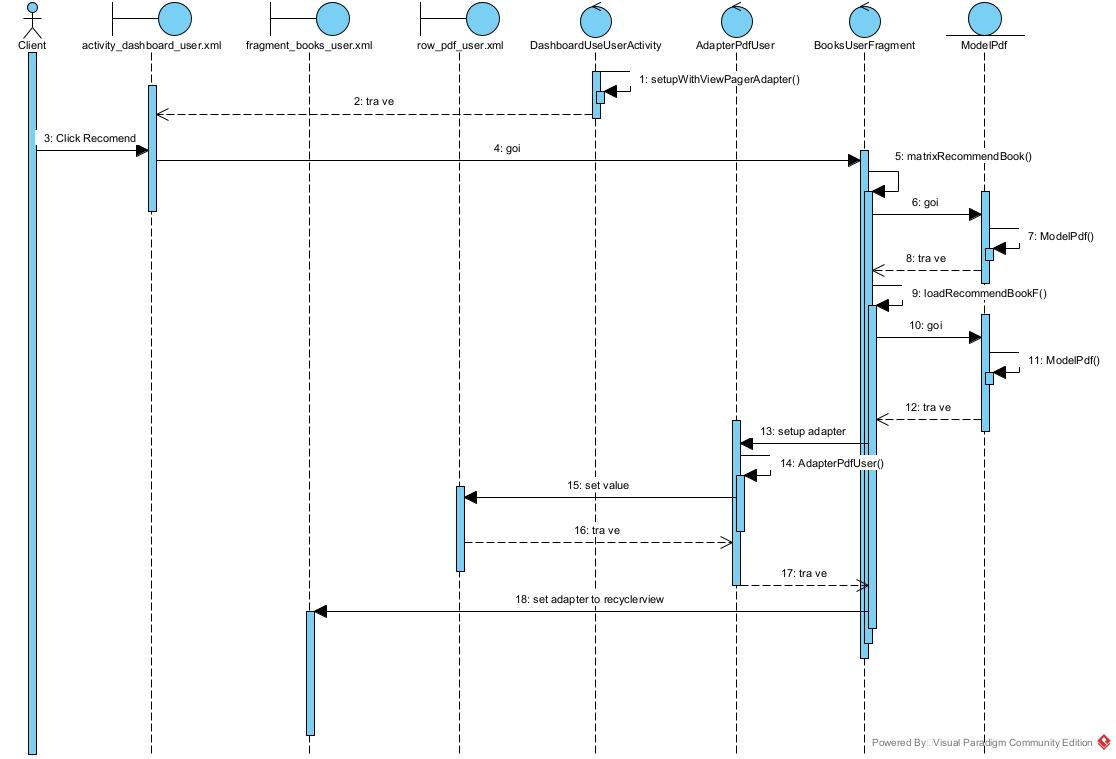 Client
activity_dashboard_user.xml
fragment_books_user.xml
row_pdf_user.xml
DashboardUseUserActivity
AdapterPdfUser
BooksUserFragment
ModelPdf
1: setupWithViewPagerAdapter()
2: tra ve
3: Click Recomend
4: goi
5: matrixRecommendBook()
6: goi
7: ModelPdf()
8: tra ve
9: loadRecommendBookF()
10: goi
11: ModelPdf()
12: tra ve
13: setup adapter
14: AdapterPdfUser()
15: set value
16: tra ve
17: tra ve
18: set adapter to recyclerview
Powered By Visual Paradigm Community Edition